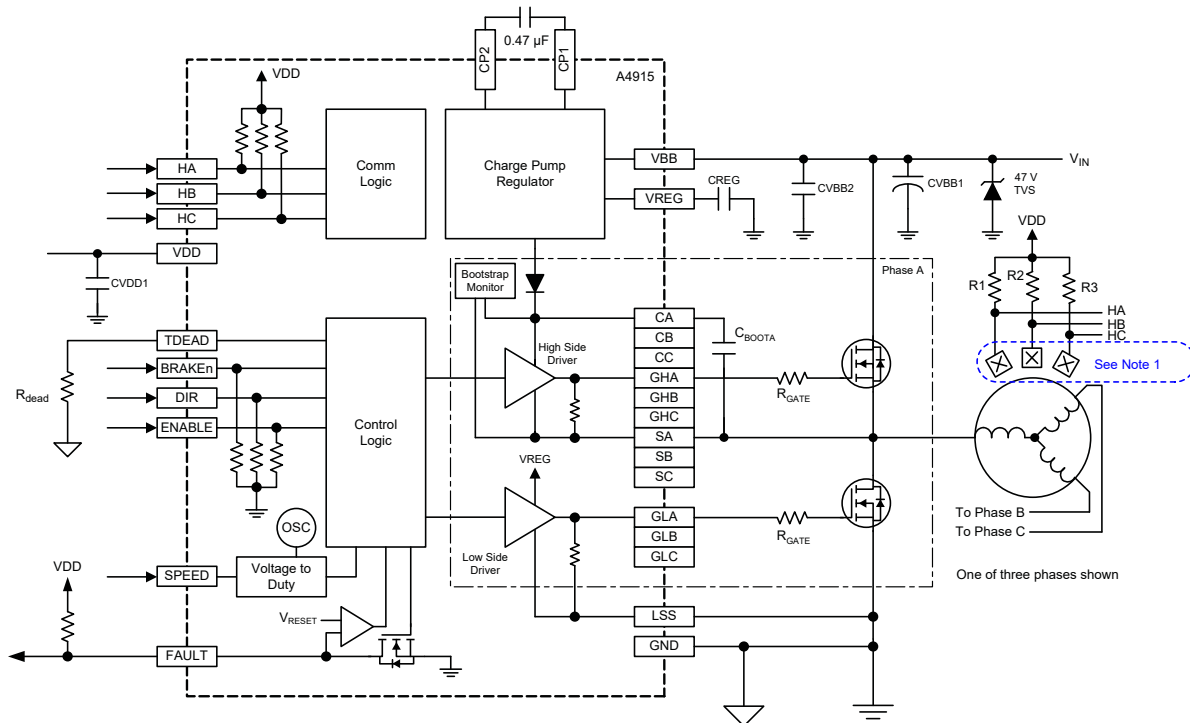 0.47 µF
CP2
CP1
A4915
VDD
HA
HB
HC
VDD
CVDD1
Comm
Logic
Charge Pump
Regulator
VBB
VREG
CREG
CVBB2
CVBB1
47 V
TVS
VIN
VDD
R1
R2
R3
HA
HB
HC
See Note 1
Phase A
Bootstrap
Monitor
CA
CB
CC
GHA
GHB
GHC
SA
SB
SC
CBOOTA
High Side
Driver
RGATE
TDEAD
BRAKEn
DIR
ENABLE
Rdead
Control
Logic
VREG
Low Side
Driver
GLA
GLB
GLC
RGATE
To Phase B
To Phase C
One of three phases shown
OSC
SPEED
Voltage to
Duty
VDD
VRESET
FAULT
LSS
GND